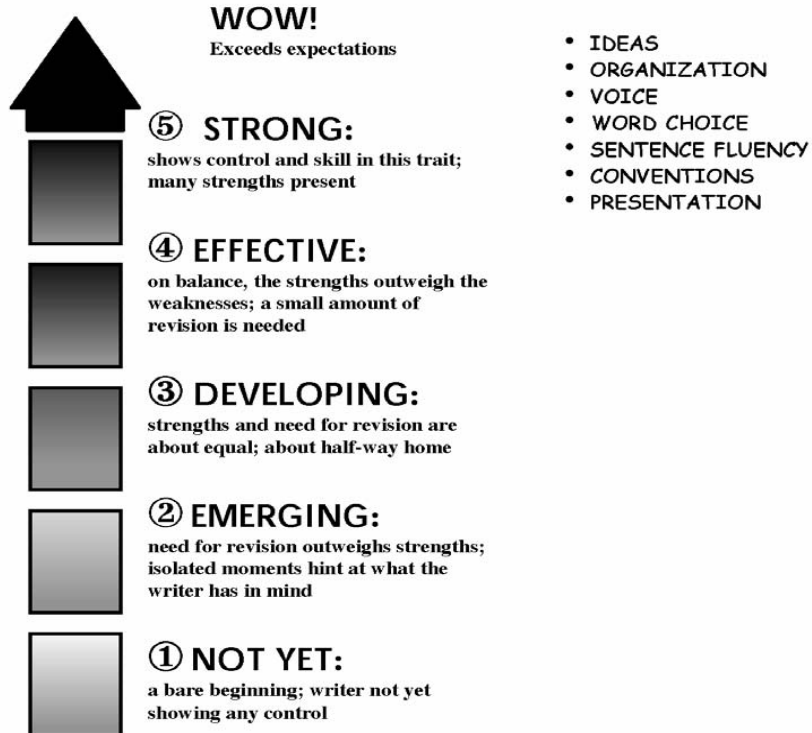 WOW!
Exceeds expectations
⑤ STRONG:
shows control and skill in this trait;
many strengths present
④ EFFECTIVE:
on balance, the strengths outweigh the
weaknesses; a small amount of
revision is needed
③ DEVELOPING:
strengths and need for revision are
about equal; about half-way home
② EMERGING:
need for revision outweighs strengths;
isolated moments hint at what the
writer has in mind
① NOT YET:
a bare beginning; writer not yet
showing any control
• IDEAS
• ORGANIZATION
• VOICE
• WORD CHOICE
• SENTENCE FLUENCY
• CONVENTIONS
• PRESENTATION